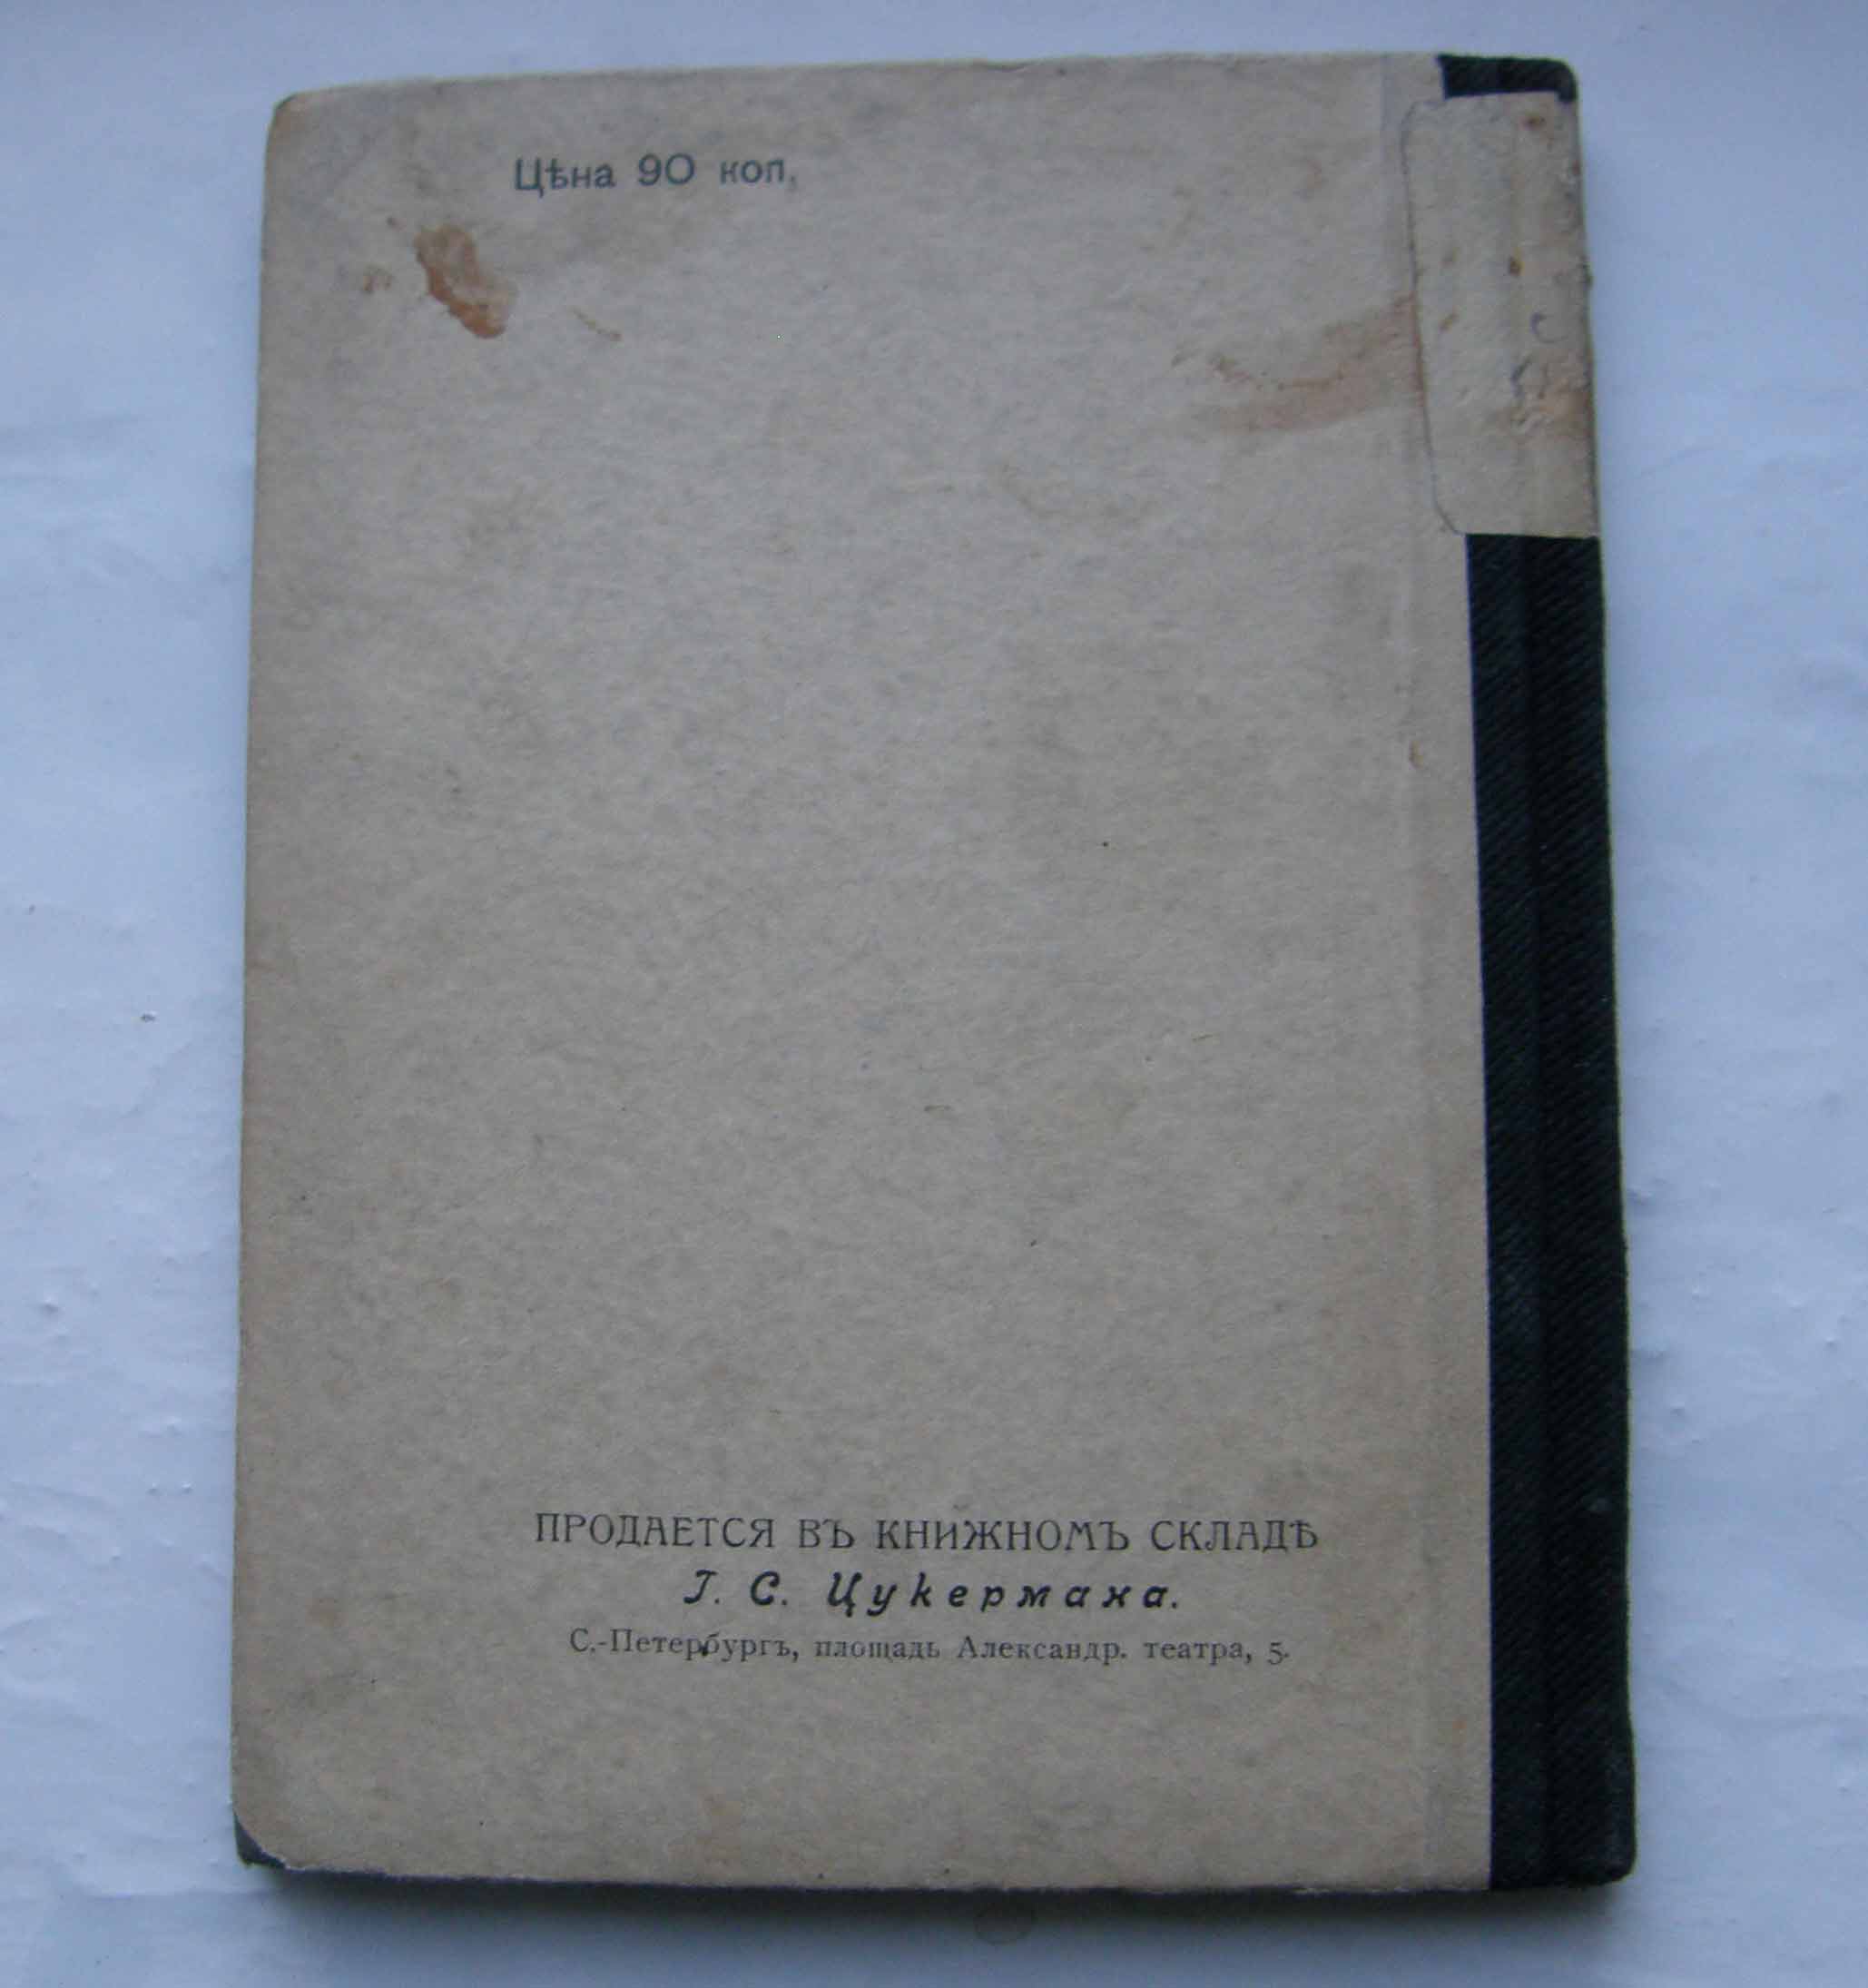 Цѣна 90 коп.
ПРОДАЕТСЯ ВЪ КНИЖНОМЪ СКЛАДѢ
Г. С. Цукермана.
С.-Петербургъ, площадь Александр. театра, 5.